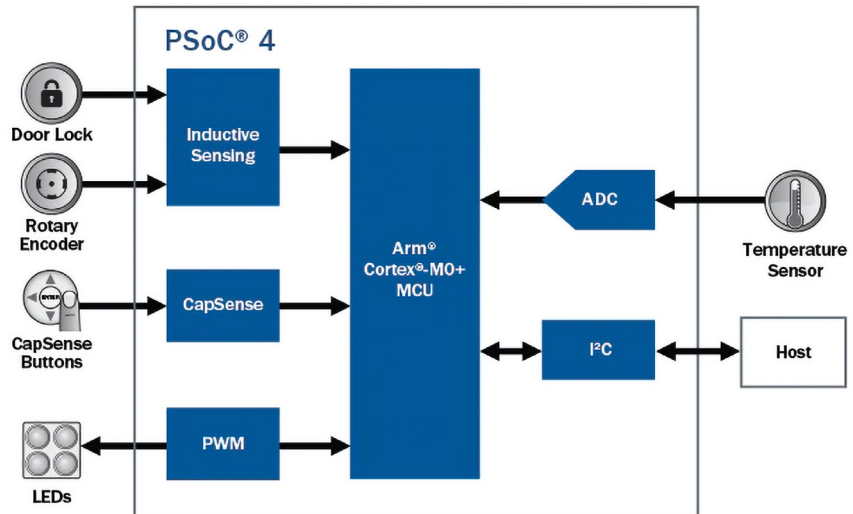 PSoC® 4
Door Lock
Rotary
Encoder
CapSense
Buttons
LEDs
Inductive
Sensing
CapSense
PWM
Arm®
Cortex®-M0+
MCU
ADC
I²C
Temperature
Sensor
Host
ENTER